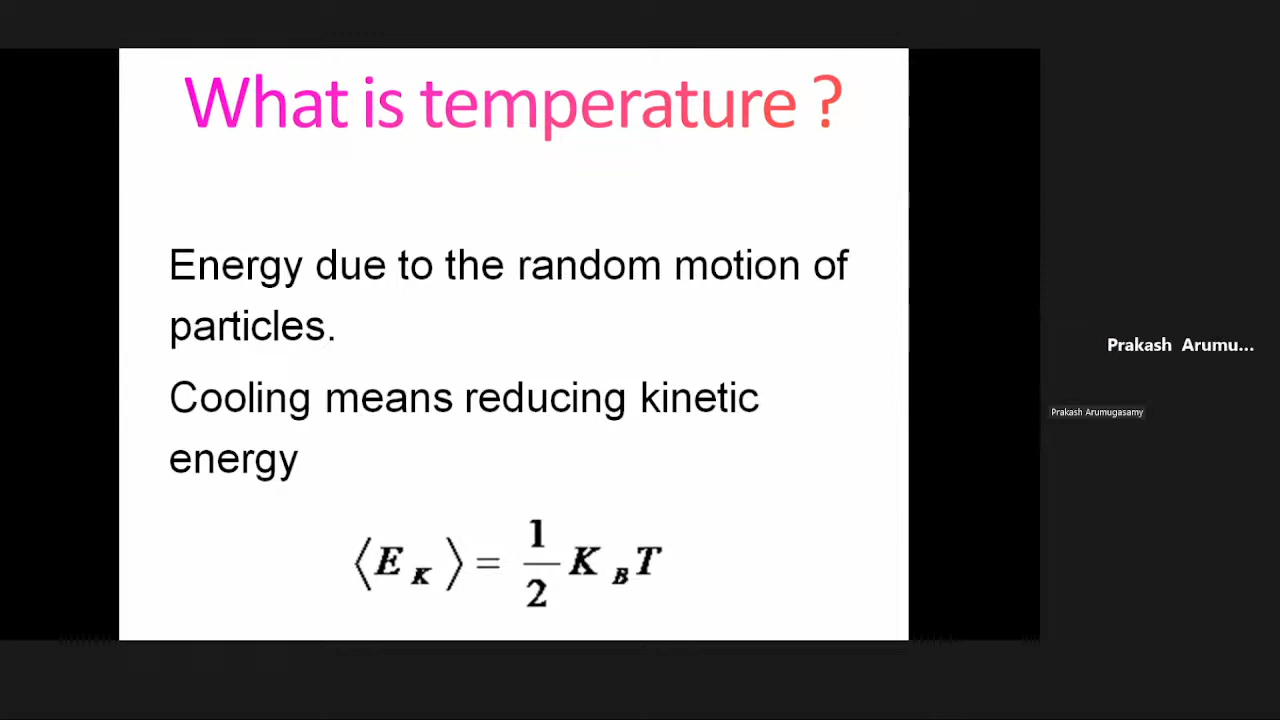 What is temperature ?
Energy due to the random motion of
particles.
Cooling means reducing kinetic
energy
⟨E_K⟩ = 1/2 K_B T
Prakash Arumu...
Prakash Arumugasamy